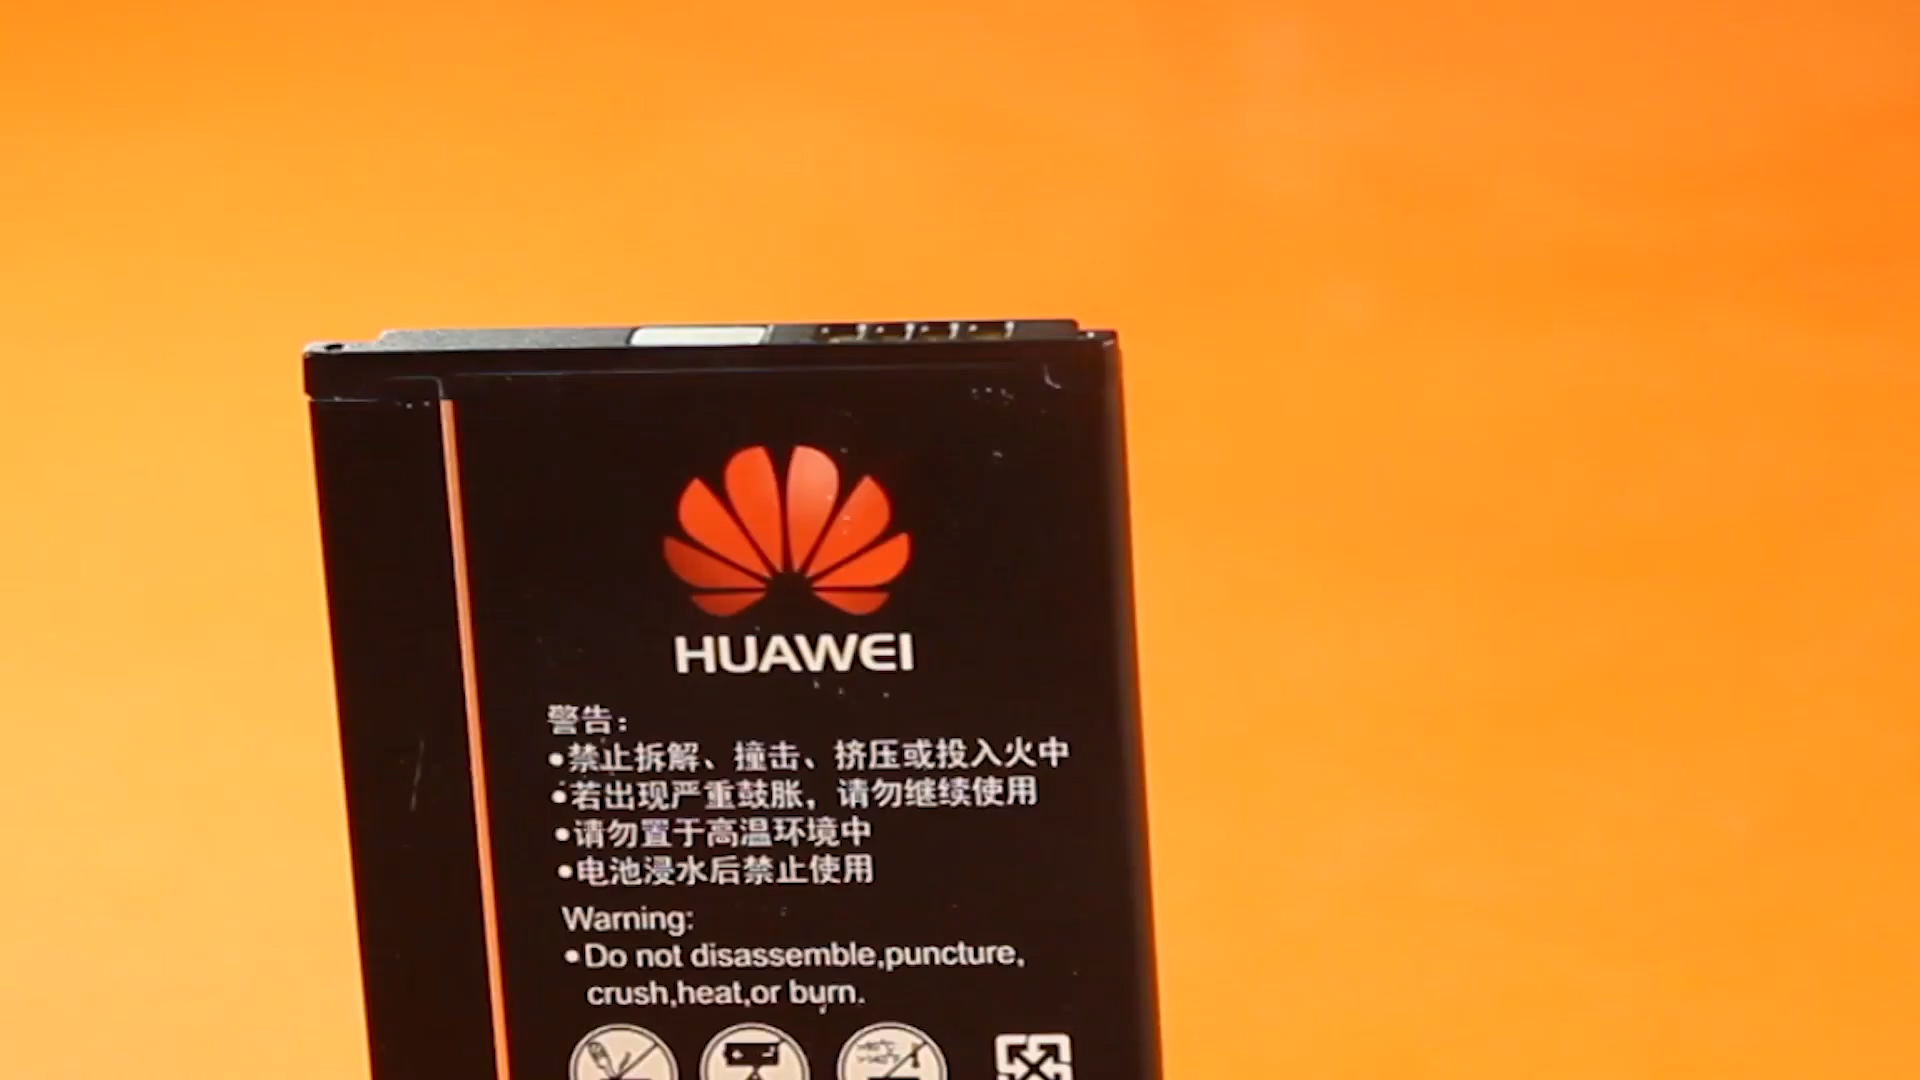 HUAWEI
警告:
•禁止拆解、撞击、挤压或投入火中
•若出现严重鼓胀，请勿继续使用
•请勿置于高温环境中
•电池浸水后禁止使用
Warning:
•Do not disassemble,puncture,
crush,heat,or burn.